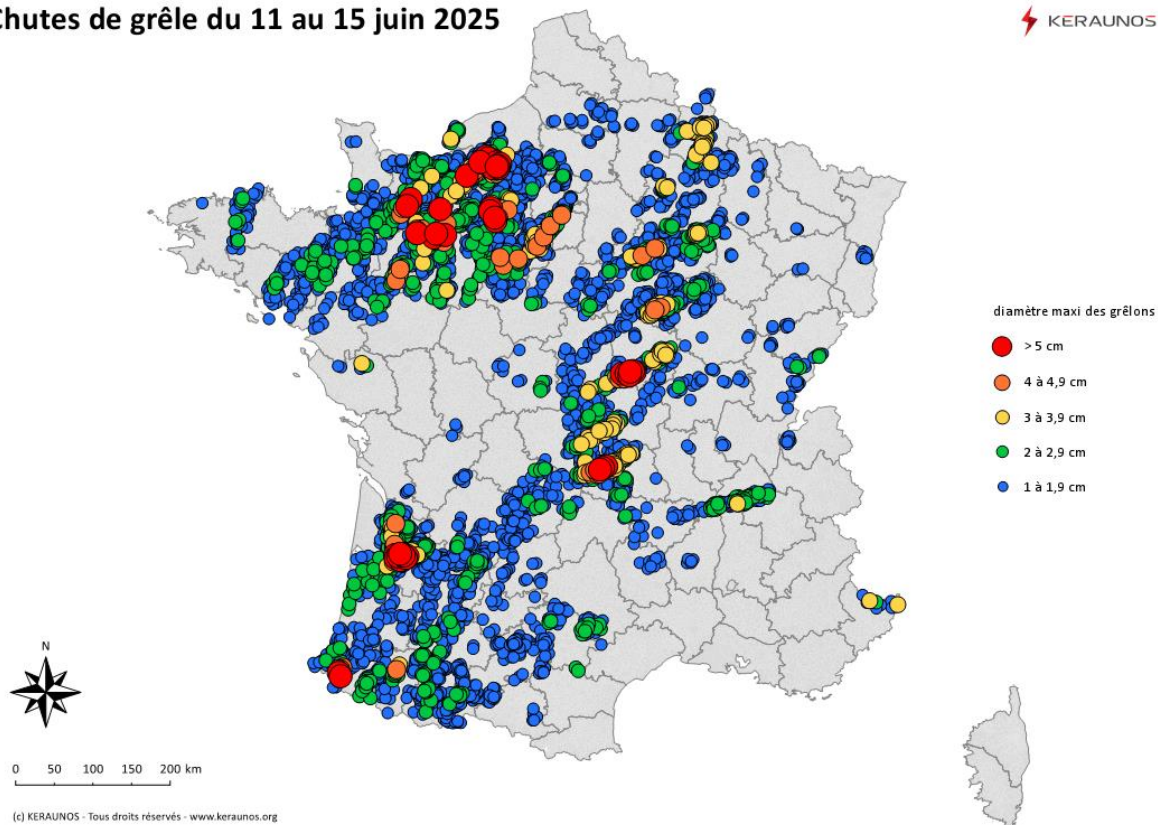 Chutes de grêle du 11 au 15 juin 2025
KERAUNOS
diamètre maxi des grêlons
> 5 cm
4 à 4,9 cm
3 à 3,9 cm
2 à 2,9 cm
1 à 1,9 cm
N
0 50 100 150 200 km
(c) KERAUNOS - Tous droits réservés - www.keraunos.org